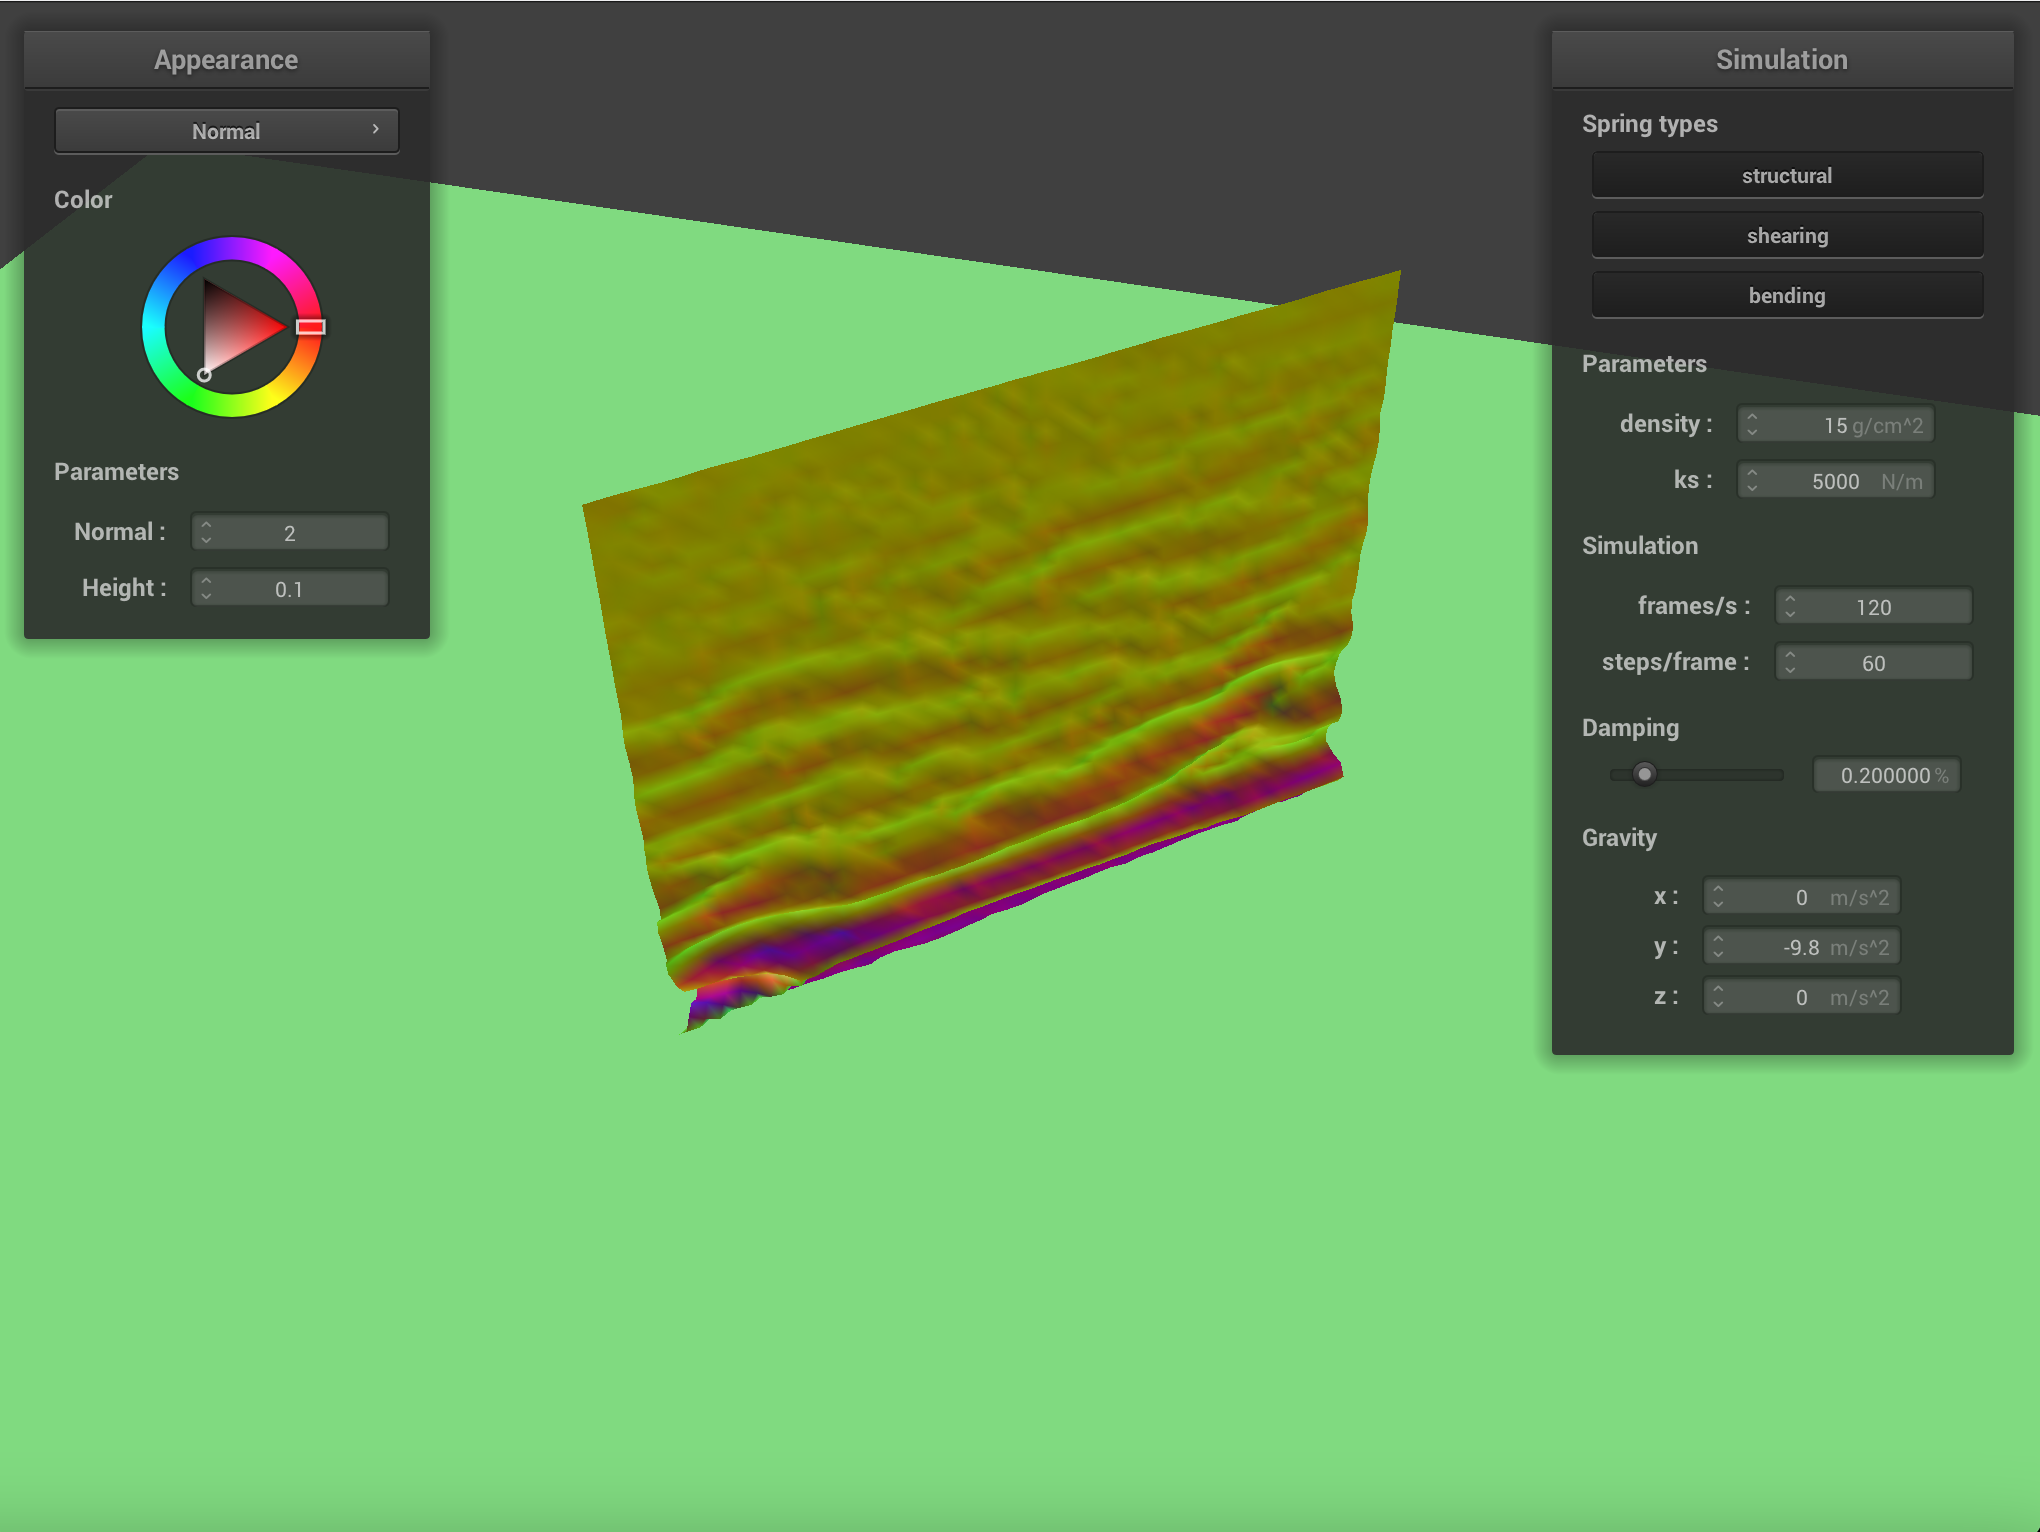 Appearance
Normal
Color
Parameters
Normal : 2
Height : 0.1
Simulation
Spring types
structural
shearing
bending
Parameters
density : 15 g/cm^2
ks : 5000 N/m
Simulation
frames/s : 120
steps/frame : 60
Damping
0.200000 %
Gravity
x : 0 m/s^2
y : -9.8 m/s^2
z : 0 m/s^2